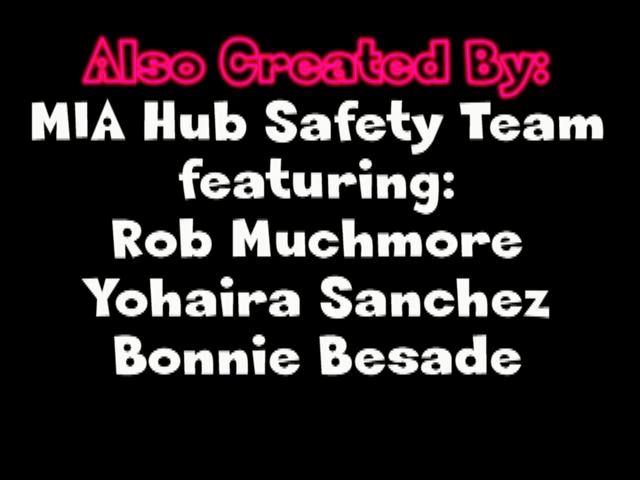 Also Created By:
MIA Hub Safety Team
featuring:
Rob Muchmore
Yohaira Sanchez
Bonnie Besade